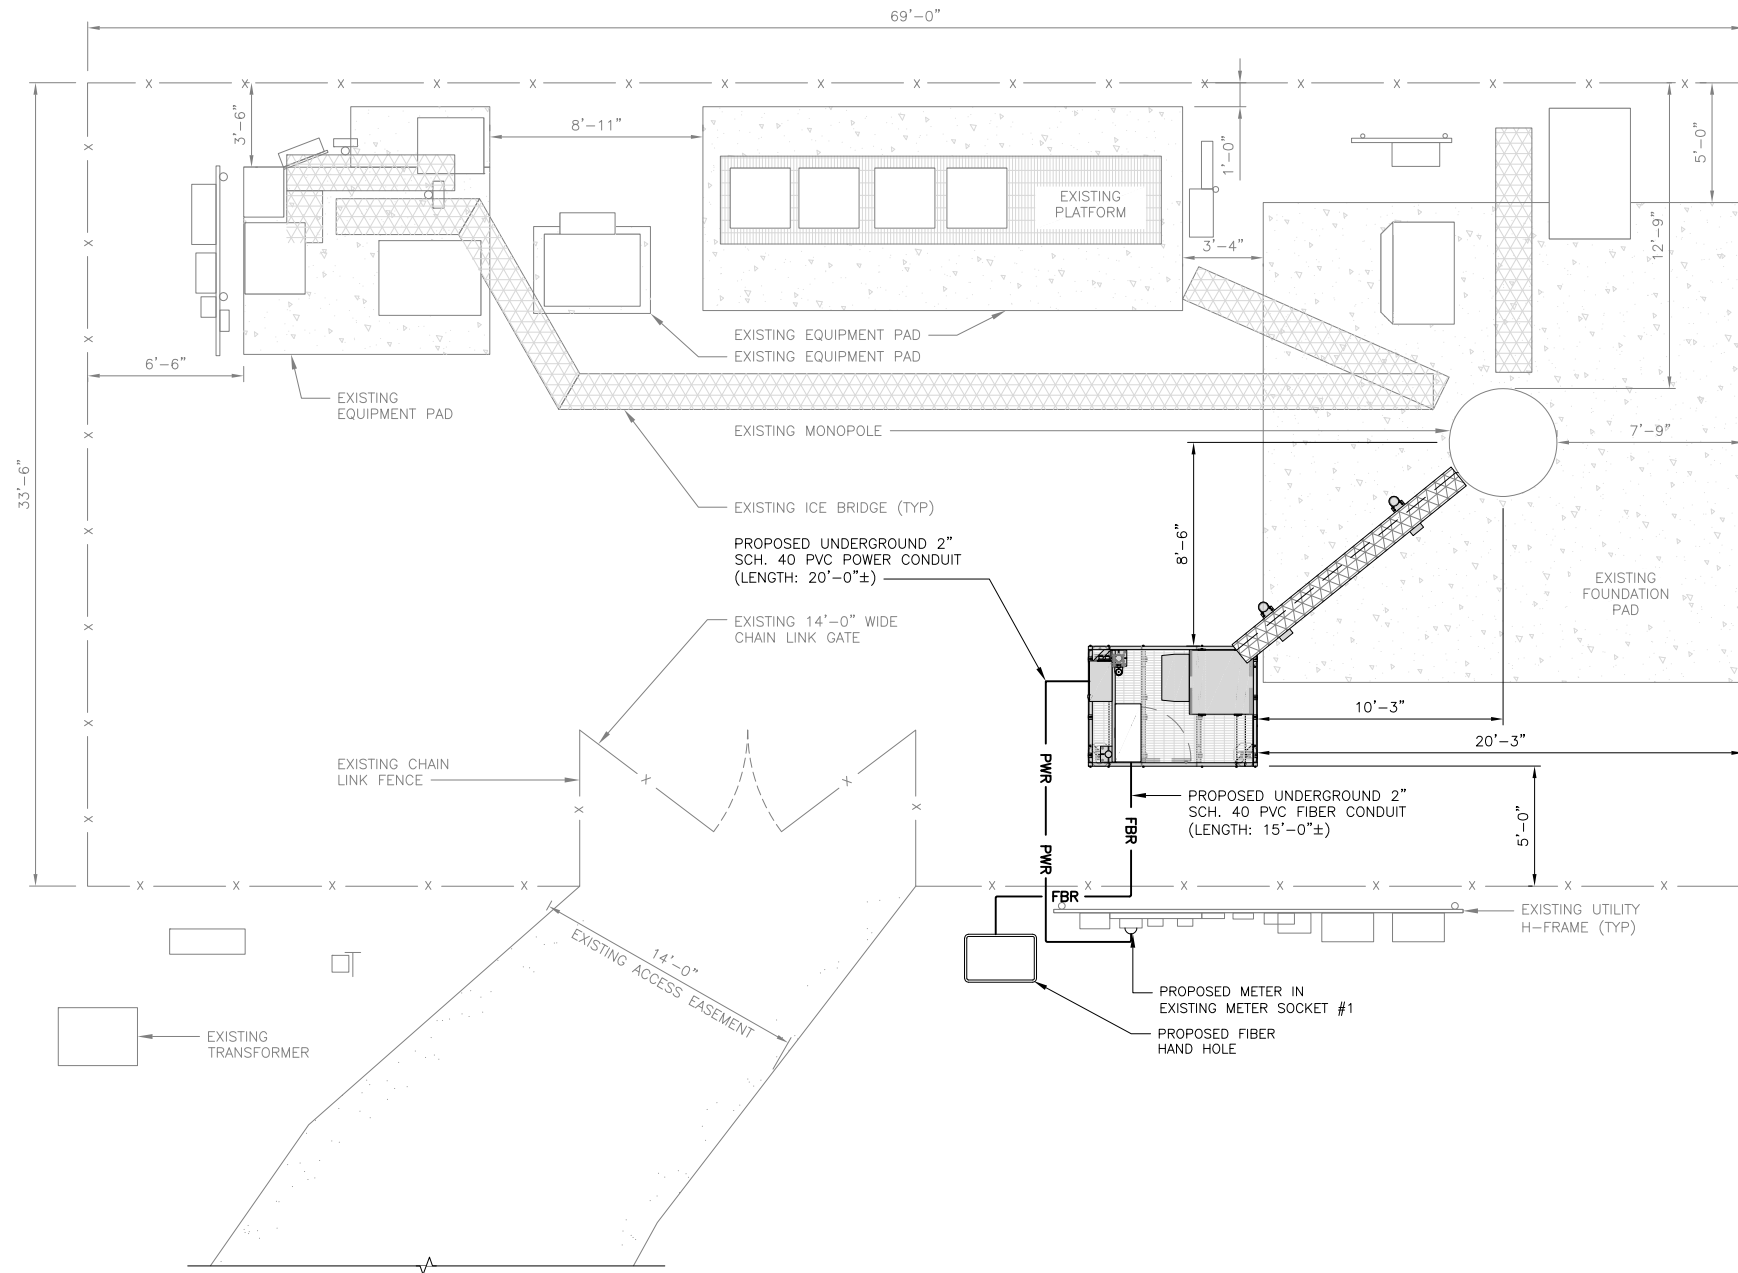 69'-0"
33'-6"
3'-6"
8'-11"
1'-0"
5'-0"
12'-9"
EXISTING
PLATFORM
3'-4"
6'-6"
EXISTING EQUIPMENT PAD
EXISTING EQUIPMENT PAD
EXISTING
EQUIPMENT PAD
EXISTING MONOPOLE
7'-9"
EXISTING ICE BRIDGE (TYP)
8'-6"
PROPOSED UNDERGROUND 2"
SCH. 40 PVC POWER CONDUIT
(LENGTH: 20'-0"±)
EXISTING
FOUNDATION
PAD
EXISTING 14'-0" WIDE
CHAIN LINK GATE
10'-3"
20'-3"
EXISTING CHAIN
LINK FENCE
PWR
PWR
FBR
FBR
PROPOSED UNDERGROUND 2"
SCH. 40 PVC FIBER CONDUIT
(LENGTH: 15'-0"±)
5'-0"
EXISTING UTILITY
H-FRAME (TYP)
14'-0"
EXISTING ACCESS EASEMENT
PROPOSED METER IN
EXISTING METER SOCKET #1
PROPOSED FIBER
HAND HOLE
EXISTING
TRANSFORMER